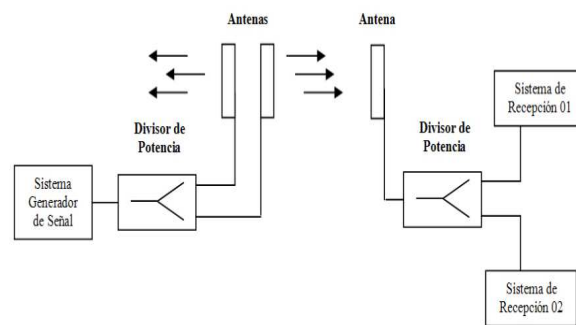 Antenas
Antena
Divisor de
Potencia
Sistema
Generador
de Señal
Divisor de
Potencia
Sistema de
Recepción 01
Sistema de
Recepción 02